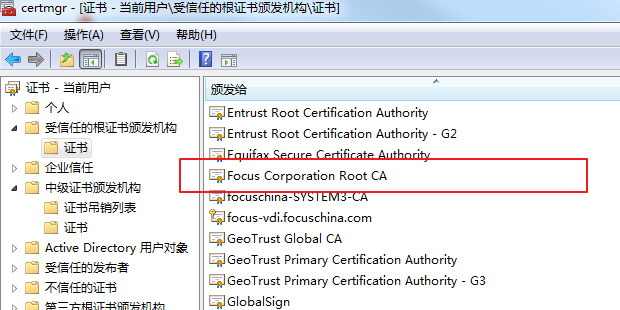 certmgr - [证书 - 当前用户\受信任的根证书颁发机构\证书]
文件(F) 操作(A) 查看(V) 帮助(H)
证书 - 当前用户
个人
受信任的根证书颁发机构
证书
企业信任
中级证书颁发机构
证书吊销列表
证书
Active Directory 用户对象
受信任的发布者
不信任的证书
第三方根证书颁发机构
颁发给
Entrust Root Certification Authority
Entrust Root Certification Authority - G2
Equifax Secure Certificate Authority
Focus Corporation Root CA
focuschina-SYSTEM3-CA
focus-vdi.focuschina.com
GeoTrust Global CA
GeoTrust Primary Certification Authority
GeoTrust Primary Certification Authority - G3
GlobalSign